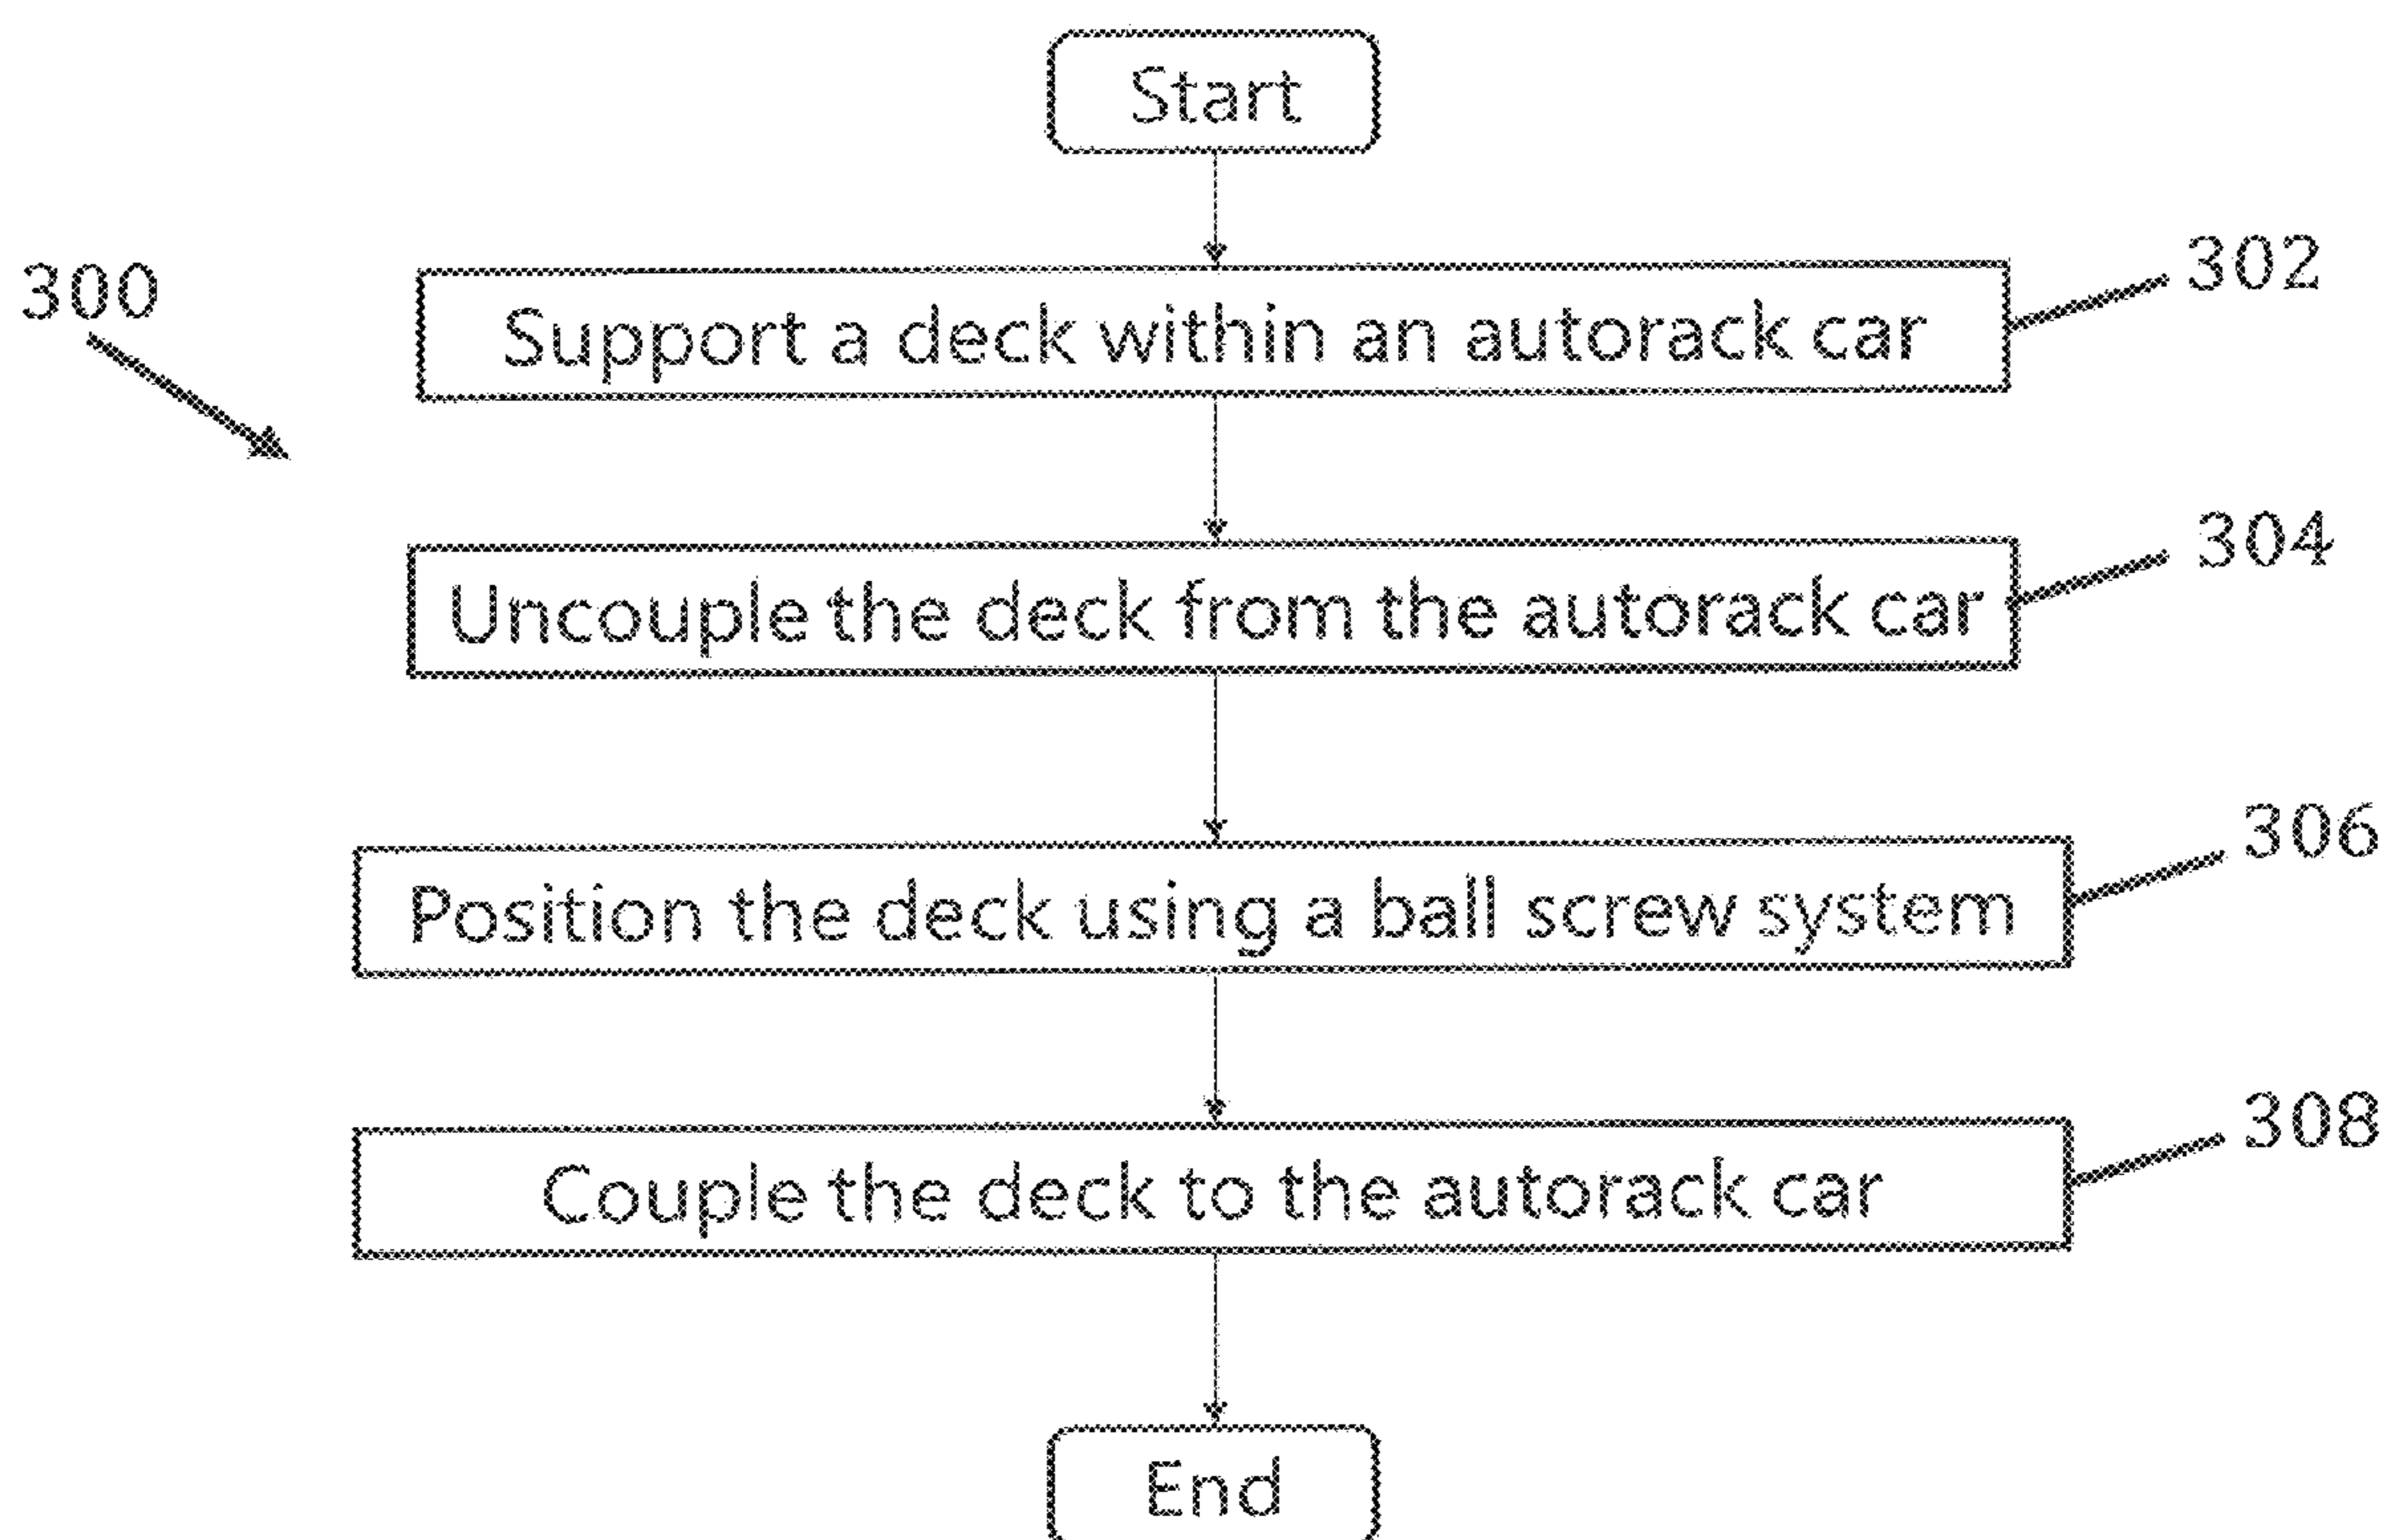 Start
300
Support a deck within an autorack car
302
Uncouple the deck from the autorack car
304
Position the deck using a ball screw system
306
Couple the deck to the autorack car
308
End